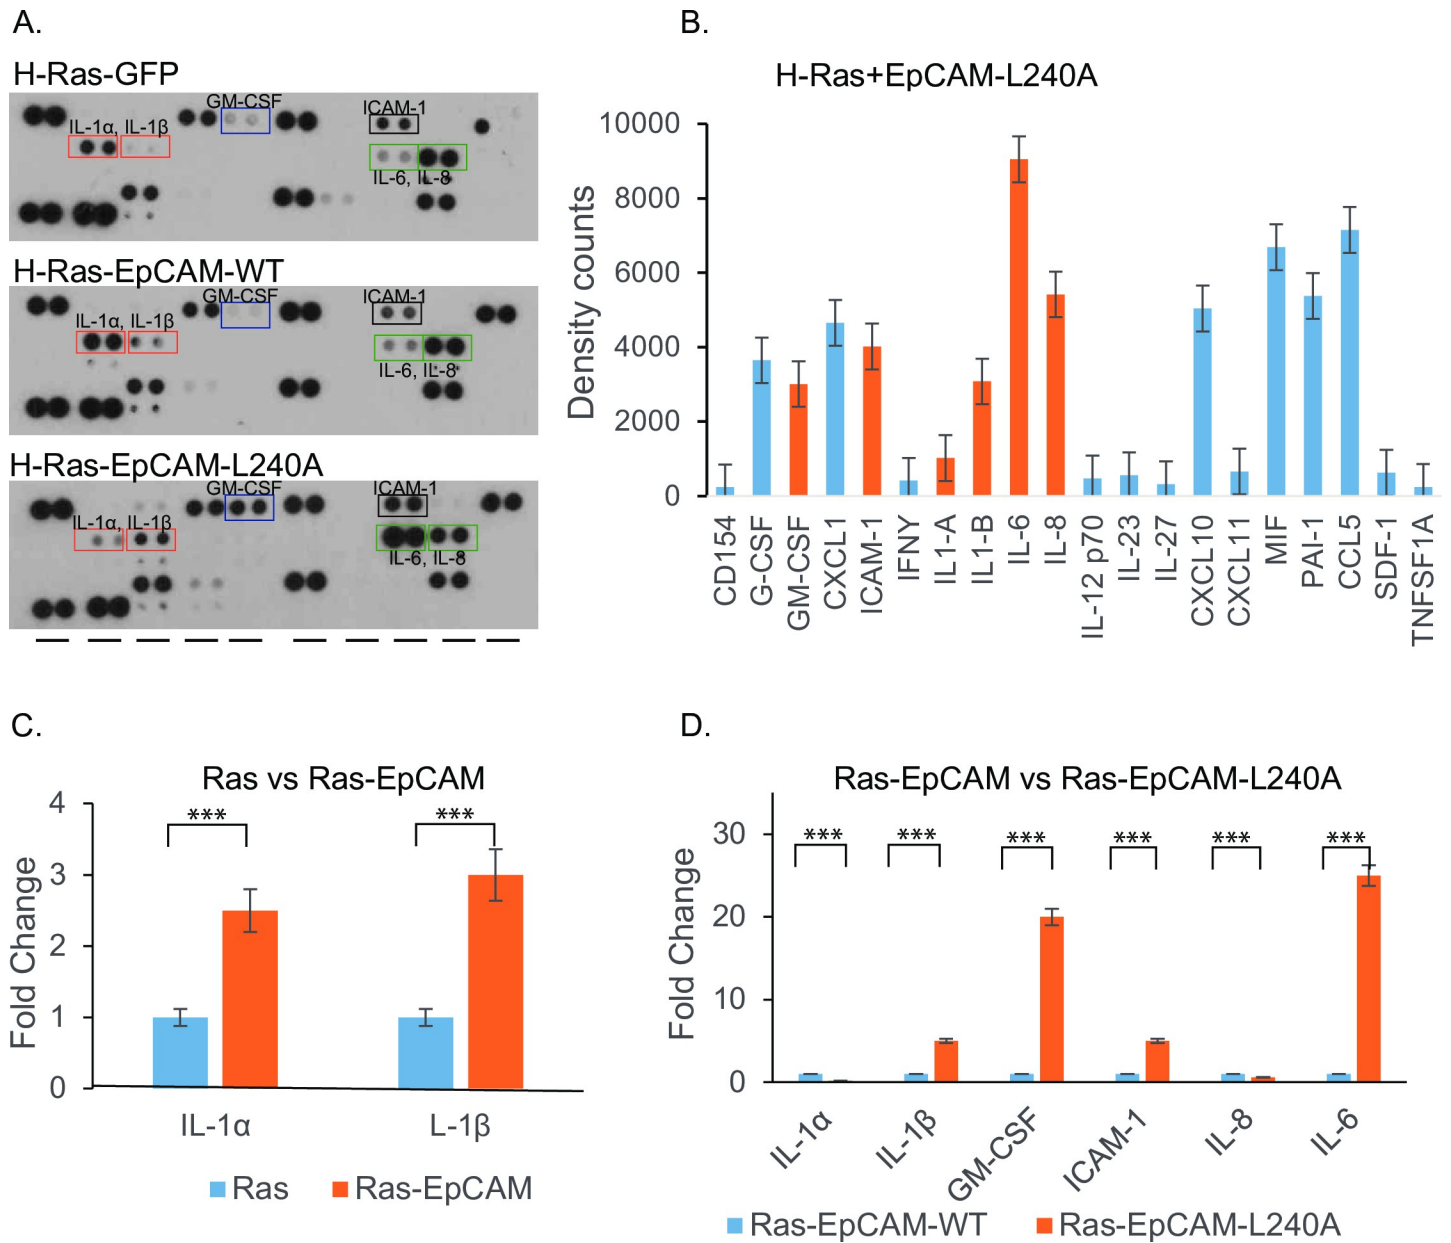 A.
H-Ras-GFP
GM-CSF
ICAM-1
IL-1α, IL-1β
IL-6, IL-8
H-Ras-EpCAM-WT
GM-CSF
ICAM-1
IL-1α, IL-1β
IL-6, IL-8
H-Ras-EpCAM-L240A
GM-CSF
ICAM-1
IL-1α, IL-1β
IL-6, IL-8
B.
H-Ras+EpCAM-L240A
Density counts
10000
8000
6000
4000
2000
0
CD154
G-CSF
GM-CSF
CXCL1
ICAM-1
IFNY
IL1-A
IL1-B
IL-6
IL-8
IL-12 p70
IL-23
IL-27
CXCL10
CXCL11
MIF
PAI-1
CCL5
SDF-1
TNFSF1A
C.
Ras vs Ras-EpCAM
Fold Change
4
3
2
1
0
***
***
IL-1α
L-1β
Ras
Ras-EpCAM
D.
Ras-EpCAM vs Ras-EpCAM-L240A
Fold Change
30
20
10
0
***
***
***
***
***
***
IL-1α
IL-1β
GM-CSF
ICAM-1
IL-8
IL-6
Ras-EpCAM-WT
Ras-EpCAM-L240A